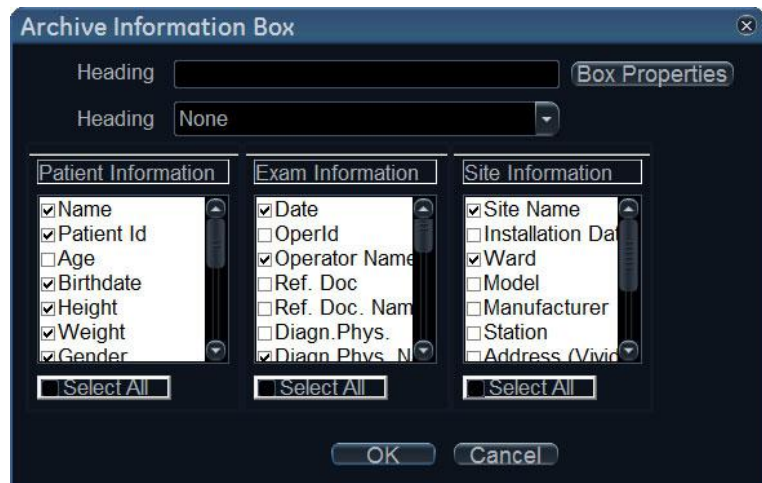 Archive Information Box
Heading
Box Properties
Heading None
Patient Information
Name
Patient Id
Age
Birthdate
Height
Weight
Gender
Select All
Exam Information
Date
OperId
Operator Name
Ref. Doc
Ref. Doc. Nam
Diagn.Phys.
Diagn.Phys. N
Select All
Site Information
Site Name
Installation Dat
Ward
Model
Manufacturer
Station
Address (Vivid
Select All
OK
Cancel